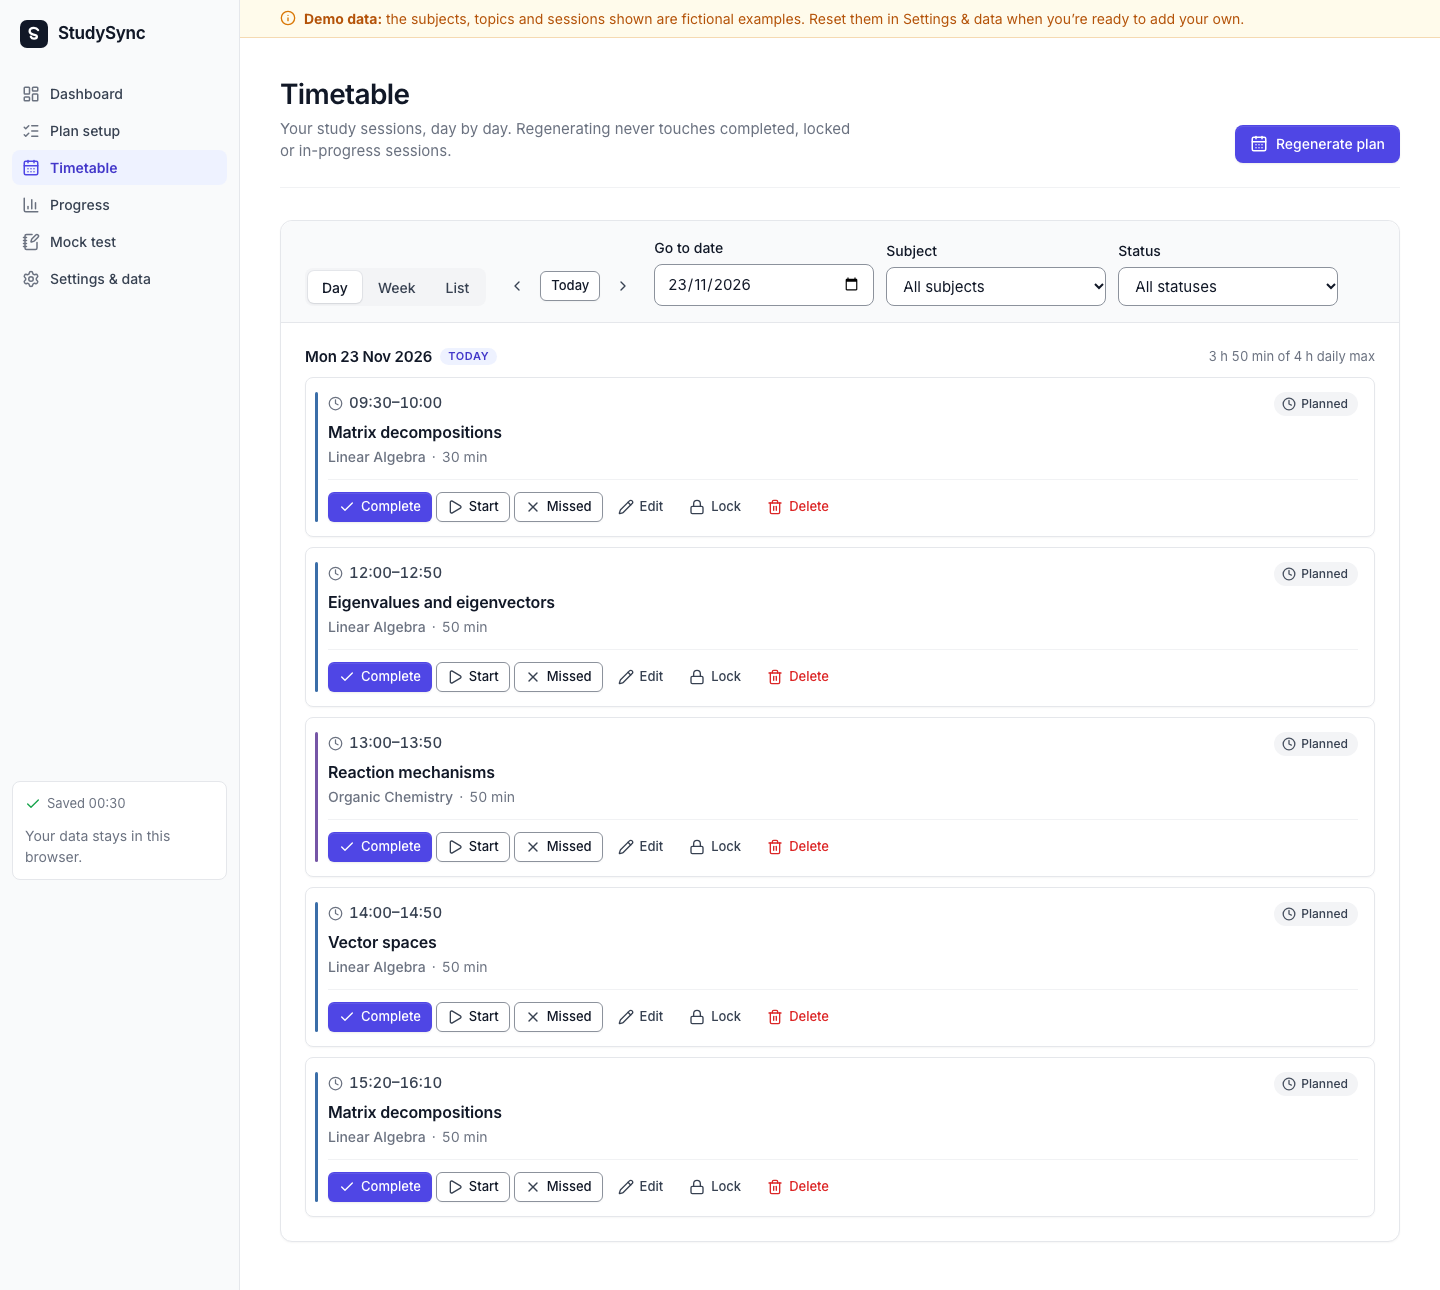 StudySync
Dashboard
Plan setup
Timetable
Progress
Mock test
Settings & data
Saved 00:30
Your data stays in this
browser.
Demo data: the subjects, topics and sessions shown are fictional examples. Reset them in Settings & data when you’re ready to add your own.
Timetable
Your study sessions, day by day. Regenerating never touches completed, locked
or in-progress sessions.
Regenerate plan
Day Week List
Today
Go to date
23/11/2026
Subject
All subjects
Status
All statuses
Mon 23 Nov 2026 TODAY
3 h 50 min of 4 h daily max
09:30–10:00 Planned
Matrix decompositions
Linear Algebra · 30 min
Complete Start Missed Edit Lock Delete
12:00–12:50 Planned
Eigenvalues and eigenvectors
Linear Algebra · 50 min
Complete Start Missed Edit Lock Delete
13:00–13:50 Planned
Reaction mechanisms
Organic Chemistry · 50 min
Complete Start Missed Edit Lock Delete
14:00–14:50 Planned
Vector spaces
Linear Algebra · 50 min
Complete Start Missed Edit Lock Delete
15:20–16:10 Planned
Matrix decompositions
Linear Algebra · 50 min
Complete Start Missed Edit Lock Delete